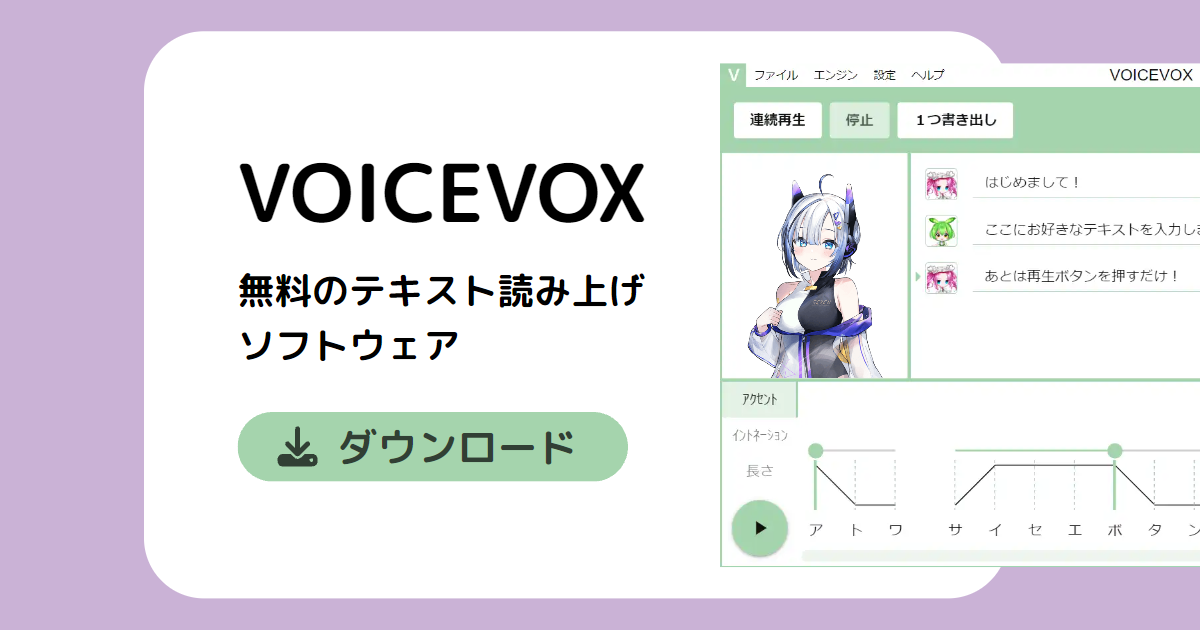 VOICEVOX
無料のテキスト読み上げ
ソフトウェア
ダウンロード
V ファイル エンジン 設定 ヘルプ VOICEVOX
連続再生 停止 1つ書き出し
はじめまして!
ここにお好きなテキストを入力しま
あとは再生ボタンを押すだけ!
アクセント
イントネーション
長さ
ア ト ワ サ イ セ エ ボ タ ン